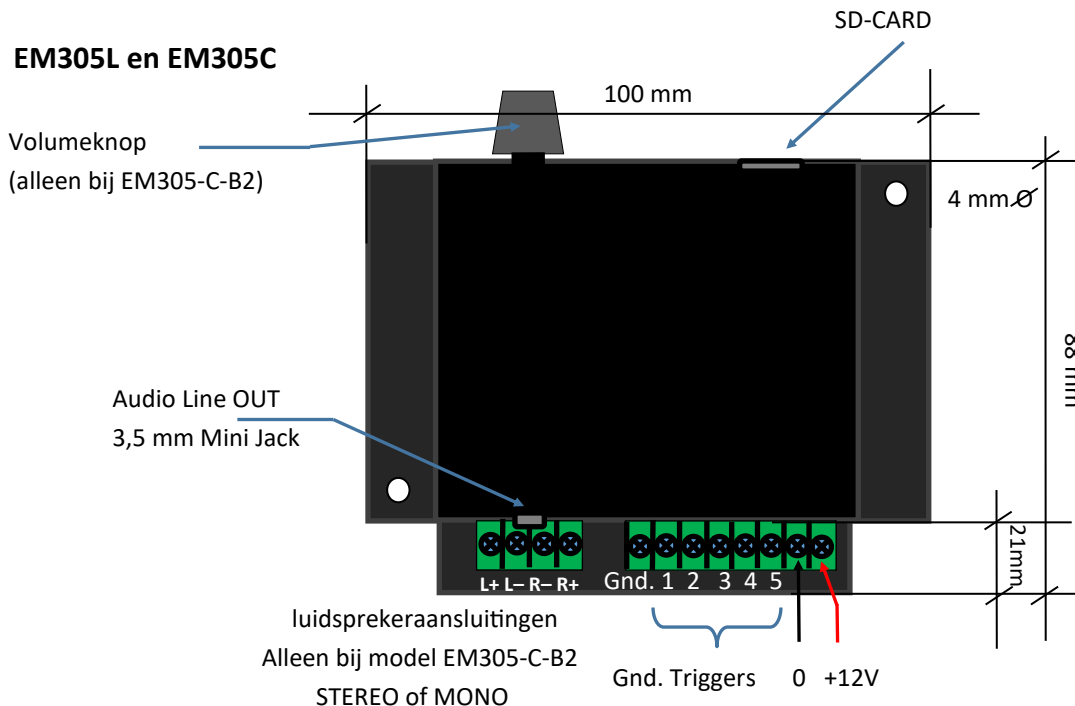 SD-CARD
EM305L en EM305C
100 mm
Volumeknop
(alleen bij EM305-C-B2)
4 mm Ø
88 mm
Audio Line OUT
3,5 mm Mini Jack
21mm
L+ L– R– R+
Gnd. 1 2 3 4 5
luidsprekeraansluitingen
Alleen bij model EM305-C-B2
STEREO of MONO
Gnd. Triggers 0 +12V